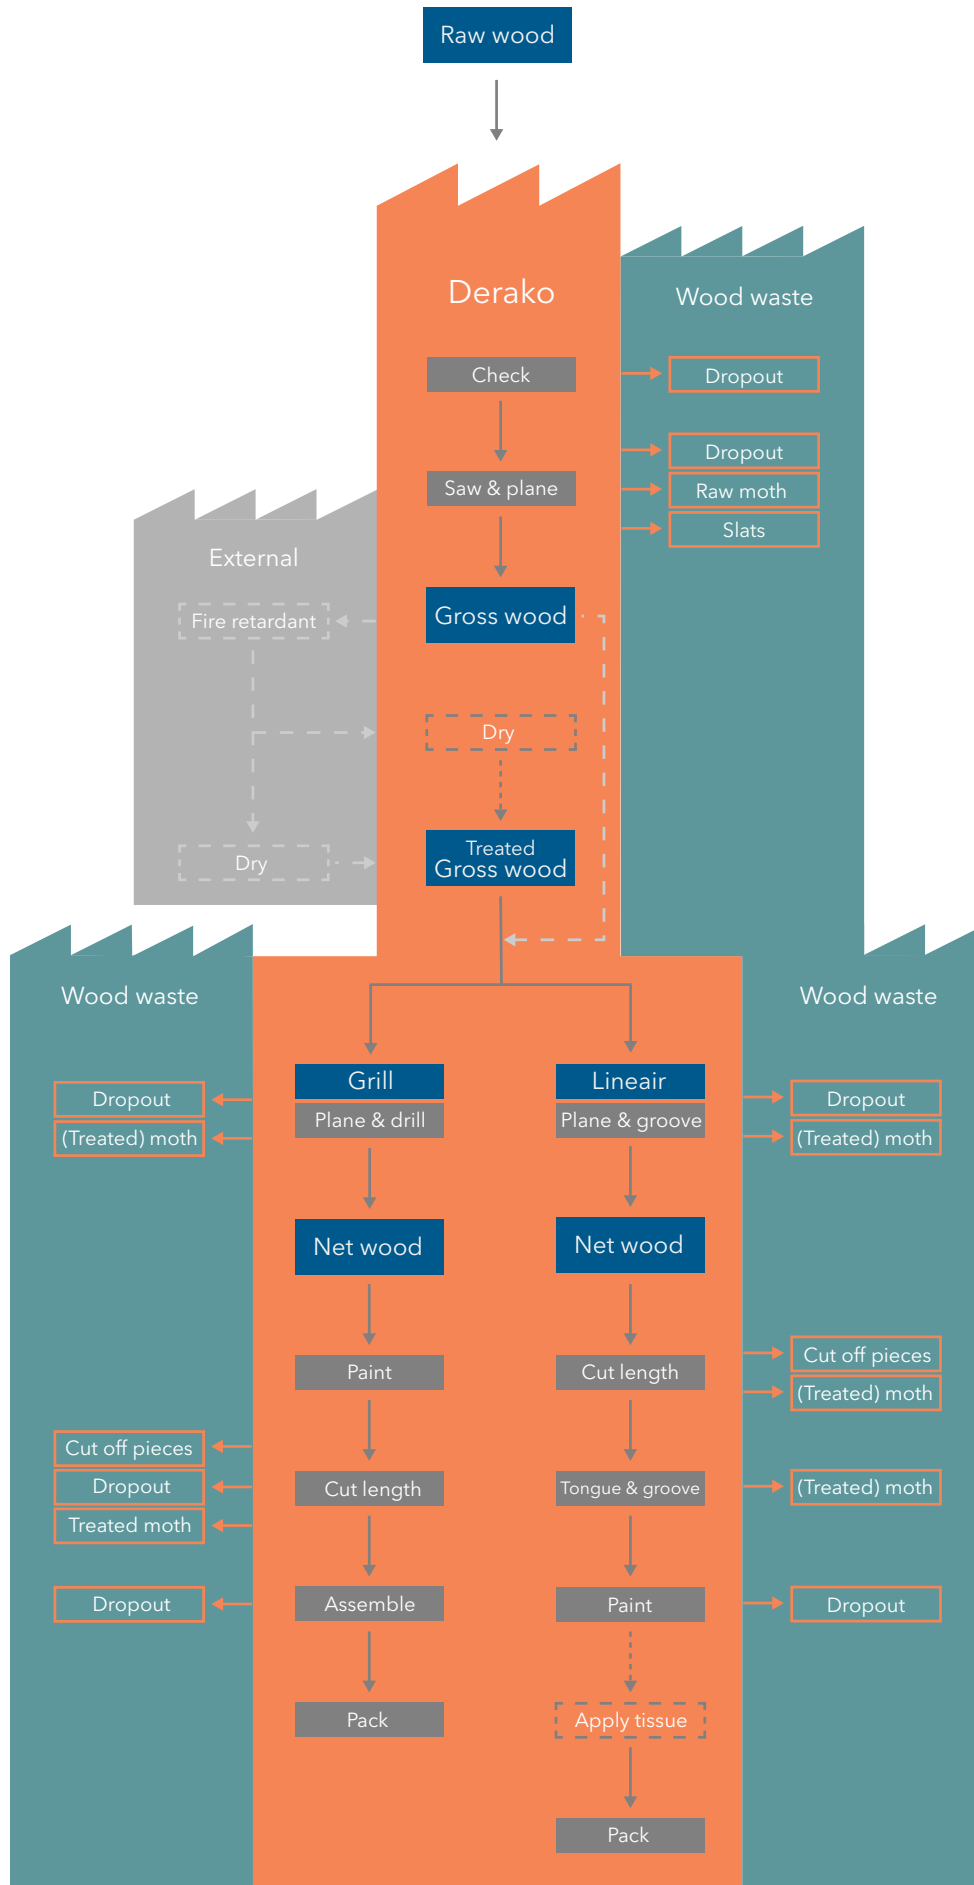 Raw wood
Derako
Wood waste
Check
Dropout
Dropout
Saw & plane
Raw moth
Slats
External
Fire retardant
Gross wood
Dry
Treated
Gross wood
Dry
Wood waste
Wood waste
Grill
Lineair
Dropout
Plane & drill
Plane & groove
Dropout
(Treated) moth
(Treated) moth
Net wood
Net wood
Paint
Cut length
Cut off pieces
(Treated) moth
Cut off pieces
Dropout
Cut length
Tongue & groove
(Treated) moth
Treated moth
Dropout
Assemble
Paint
Dropout
Pack
Apply tissue
Pack